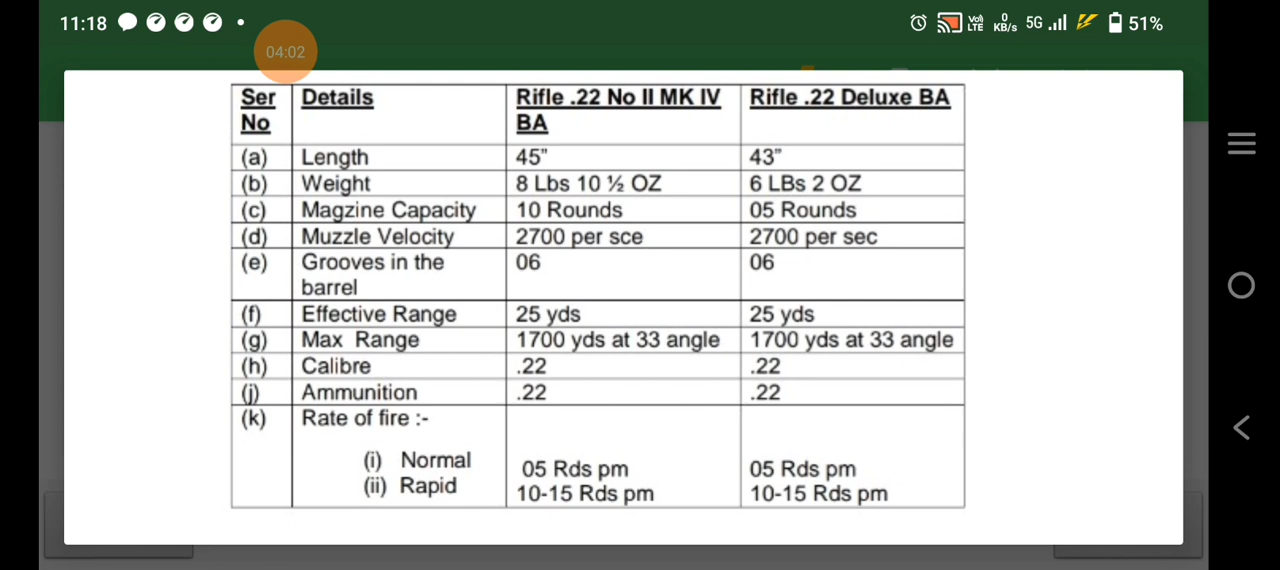 11:18 Vo) LTE 0 KB/s 5G 51%
04:02
Ser No Details Rifle .22 No II MK IV BA Rifle .22 Deluxe BA
(a) Length 45" 43"
(b) Weight 8 Lbs 10 ½ OZ 6 LBs 2 OZ
(c) Magzine Capacity 10 Rounds 05 Rounds
(d) Muzzle Velocity 2700 per sce 2700 per sec
(e) Grooves in the barrel 06 06
(f) Effective Range 25 yds 25 yds
(g) Max Range 1700 yds at 33 angle 1700 yds at 33 angle
(h) Calibre .22 .22
(j) Ammunition .22 .22
(k) Rate of fire :-
(i) Normal 05 Rds pm 05 Rds pm
(ii) Rapid 10-15 Rds pm 10-15 Rds pm